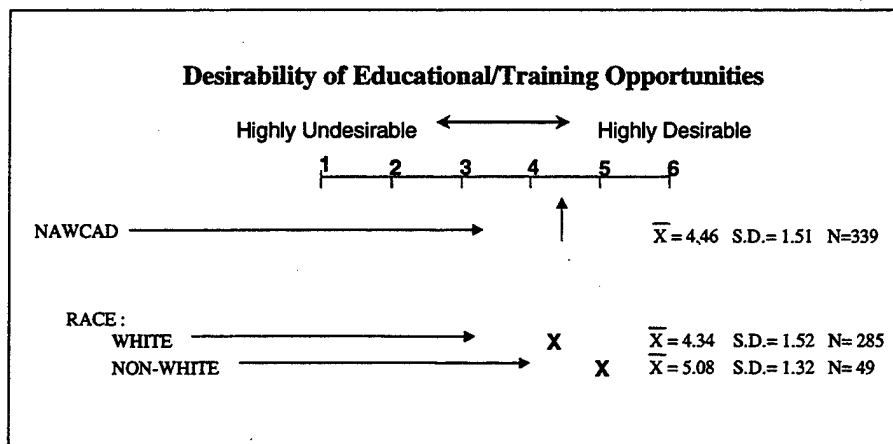 Desirability of Educational/Training Opportunities
Highly Undesirable Highly Desirable
1 2 3 4 5 6
NAWCAD X̄ = 4.46 S.D.= 1.51 N=339
RACE :
WHITE X X̄ = 4.34 S.D.= 1.52 N= 285
NON-WHITE X X̄ = 5.08 S.D.= 1.32 N= 49